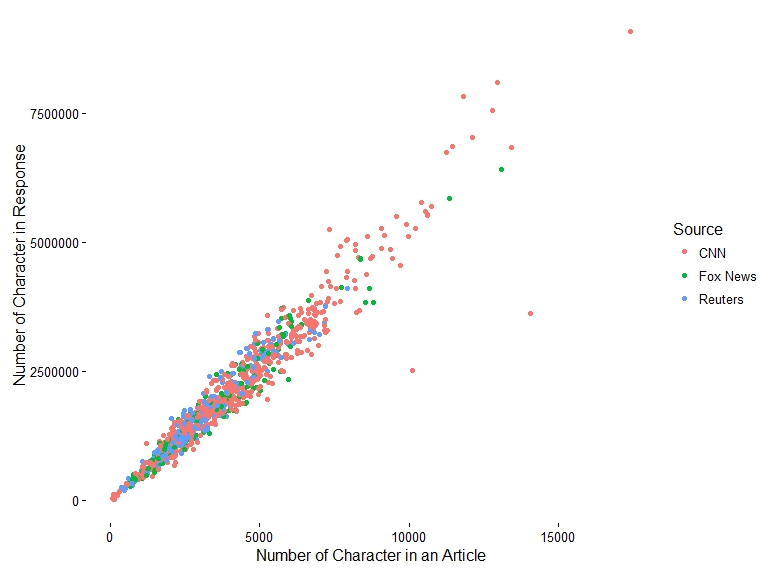 Number of Character in Response
7500000
5000000
2500000
0
0 5000 10000 15000
Number of Character in an Article
Source
CNN
Fox News
Reuters